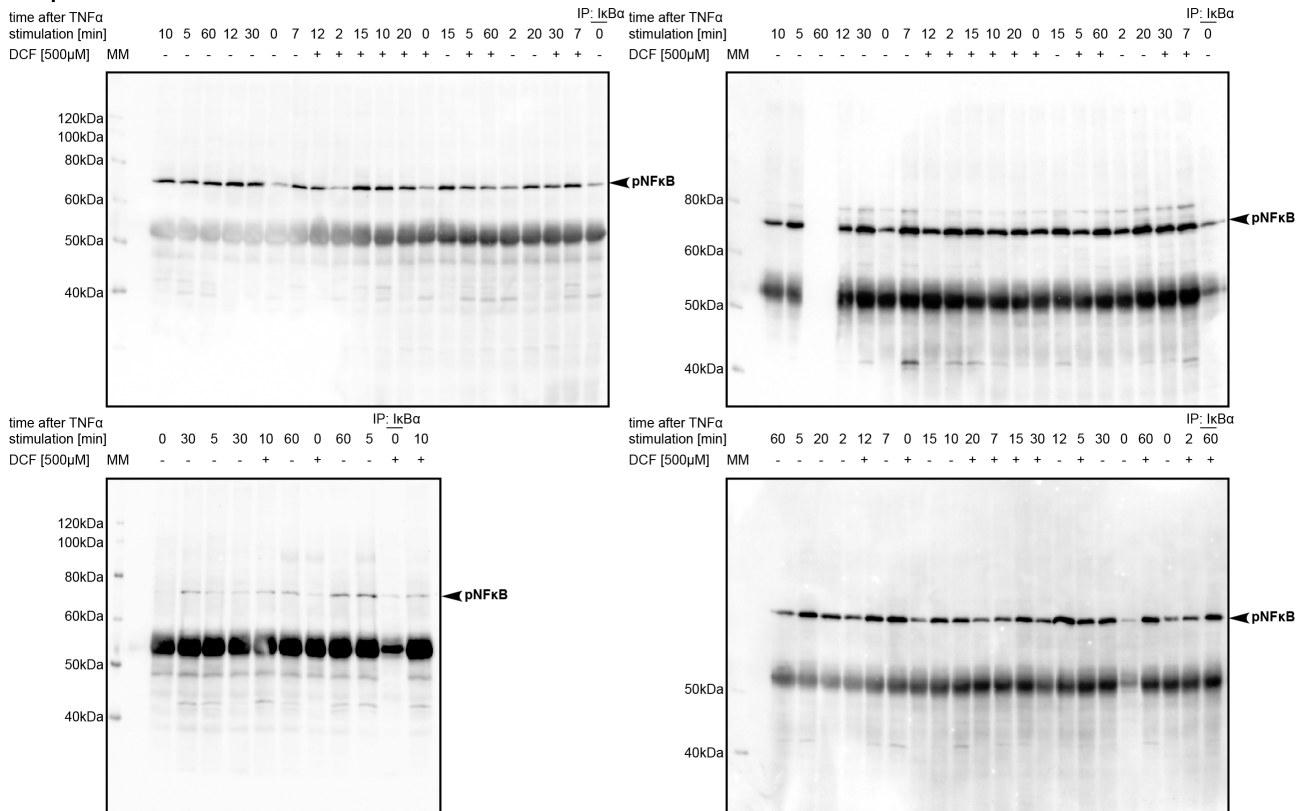 IP: IκBα
time after TNFα
stimulation [min] 10 5 60 12 30 0 7 12 2 15 10 20 0 15 5 60 2 20 30 7 0
DCF [500µM] MM - - - - - - - + + + + + + - + + - - + + -
120kDa
100kDa
80kDa
60kDa
50kDa
40kDa
pNFκB
IP: IκBα
time after TNFα
stimulation [min] 10 5 60 12 30 0 7 12 2 15 10 20 0 15 5 60 2 20 30 7 0
DCF [500µM] MM - - - - - - - + + + + + + - + + - - + + -
80kDa
60kDa
50kDa
40kDa
pNFκB
IP: IκBα
time after TNFα
stimulation [min] 0 30 5 30 10 60 0 60 5 0 10
DCF [500µM] MM - - - - + - + - - + +
120kDa
100kDa
80kDa
60kDa
50kDa
40kDa
pNFκB
IP: IκBα
time after TNFα
stimulation [min] 60 5 20 2 12 7 0 15 10 20 7 15 30 12 5 30 0 60 0 2 60
DCF [500µM] MM - - - - + - + - - + + + + - + - - + - + +
50kDa
40kDa
pNFκB